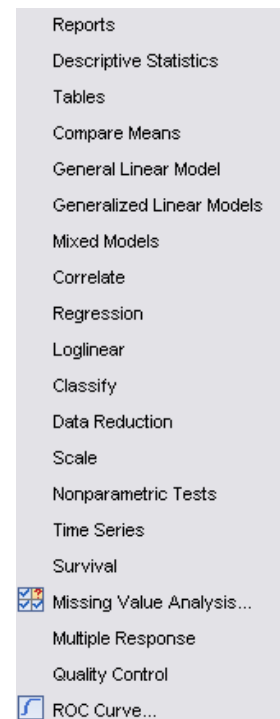 Reports
Descriptive Statistics
Tables
Compare Means
General Linear Model
Generalized Linear Models
Mixed Models
Correlate
Regression
Loglinear
Classify
Data Reduction
Scale
Nonparametric Tests
Time Series
Survival
Missing Value Analysis...
Multiple Response
Quality Control
ROC Curve...